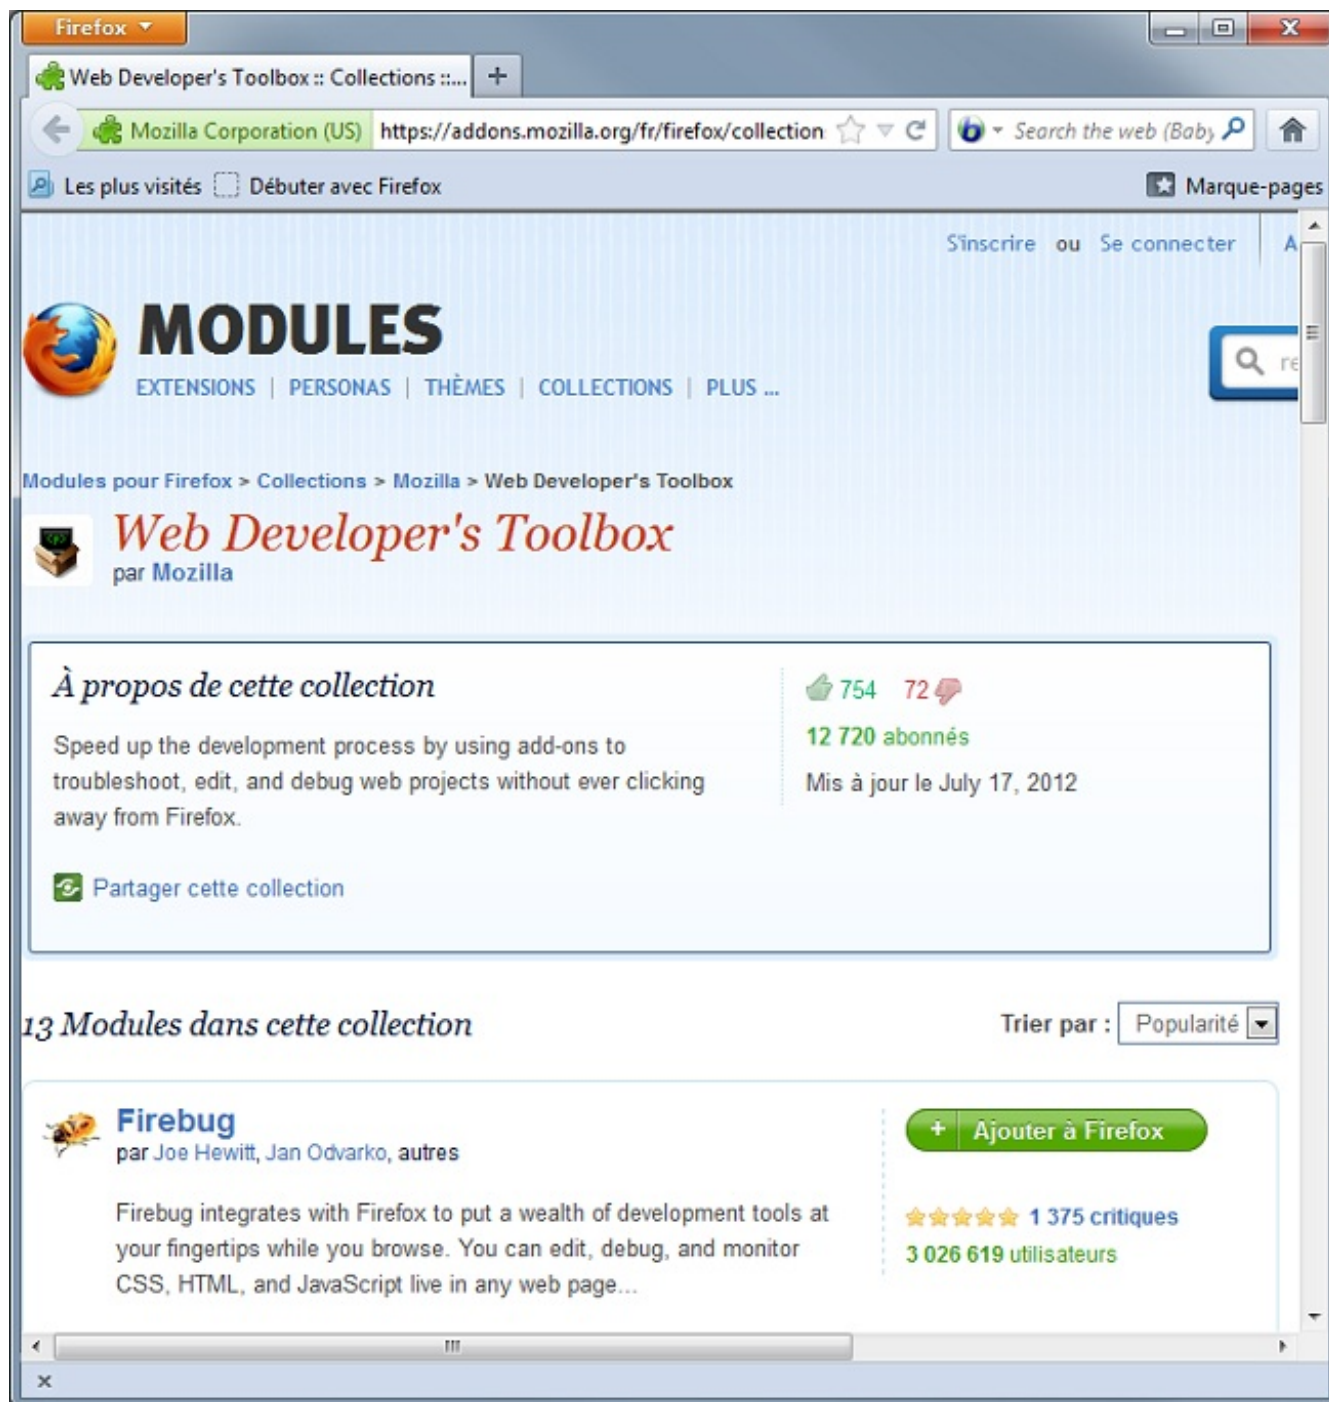 Firefox
Web Developer's Toolbox :: Collections ::...
Mozilla Corporation (US) https://addons.mozilla.org/fr/firefox/collection Search the web (Baby
Les plus visités Débuter avec Firefox Marque-pages
S'inscrire ou Se connecter A
MODULES
re
EXTENSIONS | PERSONAS | THÈMES | COLLECTIONS | PLUS ...
Modules pour Firefox > Collections > Mozilla > Web Developer's Toolbox
Web Developer's Toolbox
par Mozilla
À propos de cette collection
Speed up the development process by using add-ons to
troubleshoot, edit, and debug web projects without ever clicking
away from Firefox.
Partager cette collection
754 72
12 720 abonnés
Mis à jour le July 17, 2012
13 Modules dans cette collection
Trier par : Popularité
Firebug
par Joe Hewitt, Jan Odvarko, autres
Firebug integrates with Firefox to put a wealth of development tools at
your fingertips while you browse. You can edit, debug, and monitor
CSS, HTML, and JavaScript live in any web page...
+ Ajouter à Firefox
1 375 critiques
3 026 619 utilisateurs